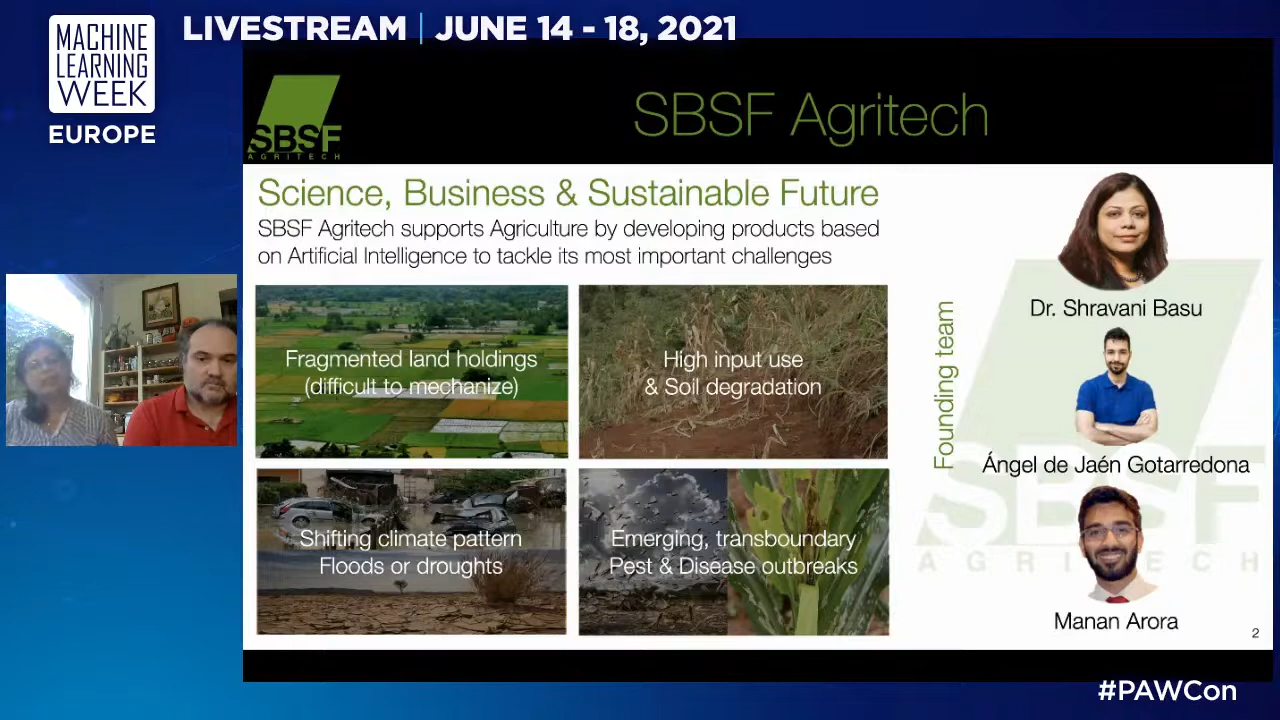 MACHINE
LEARNING
WEEK
EUROPE
LIVESTREAM | JUNE 14 - 18, 2021
SBSF
AGRITECH
SBSF Agritech
Science, Business & Sustainable Future
SBSF Agritech supports Agriculture by developing products based
on Artificial Intelligence to tackle its most important challenges
Fragmented land holdings
(difficult to mechanize)
High input use
& Soil degradation
Shifting climate pattern
Floods or droughts
Emerging, transboundary
Pest & Disease outbreaks
Founding team
Dr. Shravani Basu
Ángel de Jaén Gotarredona
Manan Arora
SBSF
AGRITECH
2
#PAWCon